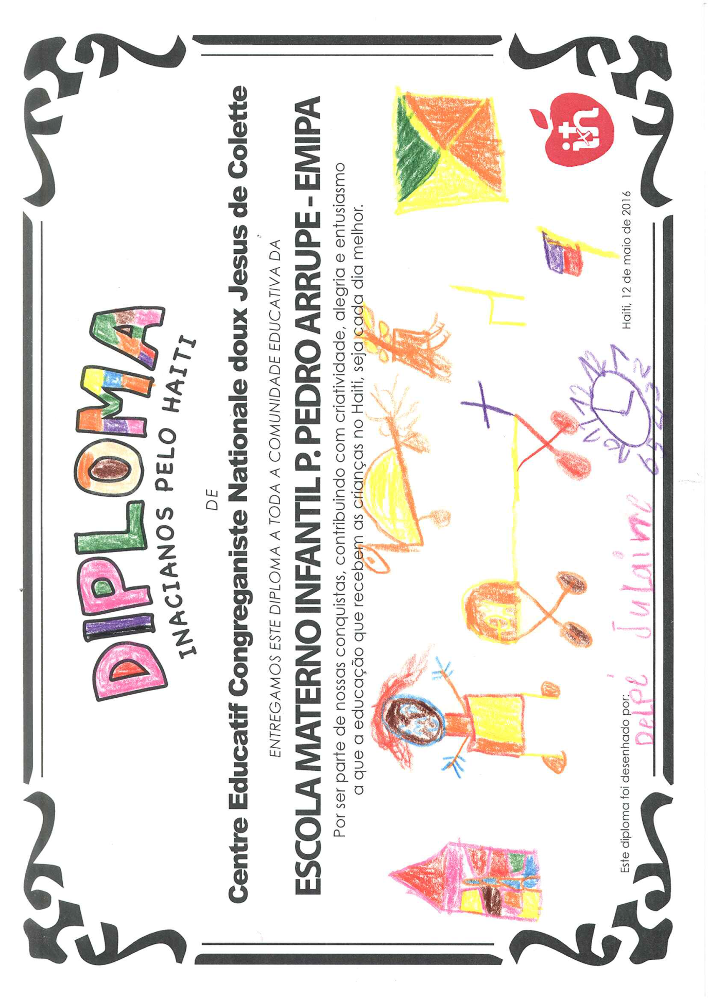 DIPLOMA
INACIANOS PELO HAITI
DE
Centre Educatif Congreganiste Nationale doux Jesus de Colette
ENTREGAMOS ESTE DIPLOMA A TODA A COMUNIDADE EDUCATIVA DA
ESCOLA MATERNO INFANTIL P. PEDRO ARRUPE - EMIPA
Por ser parte de nossas conquistas, contribuindo com criatividade, alegria e entusiasmo
a que a educação que recebem as crianças no Haiti, seja cada dia melhor.
Este diploma foi desenhado por:
Delpé Julaine
Haiti, 12 de maio de 2016
ixh